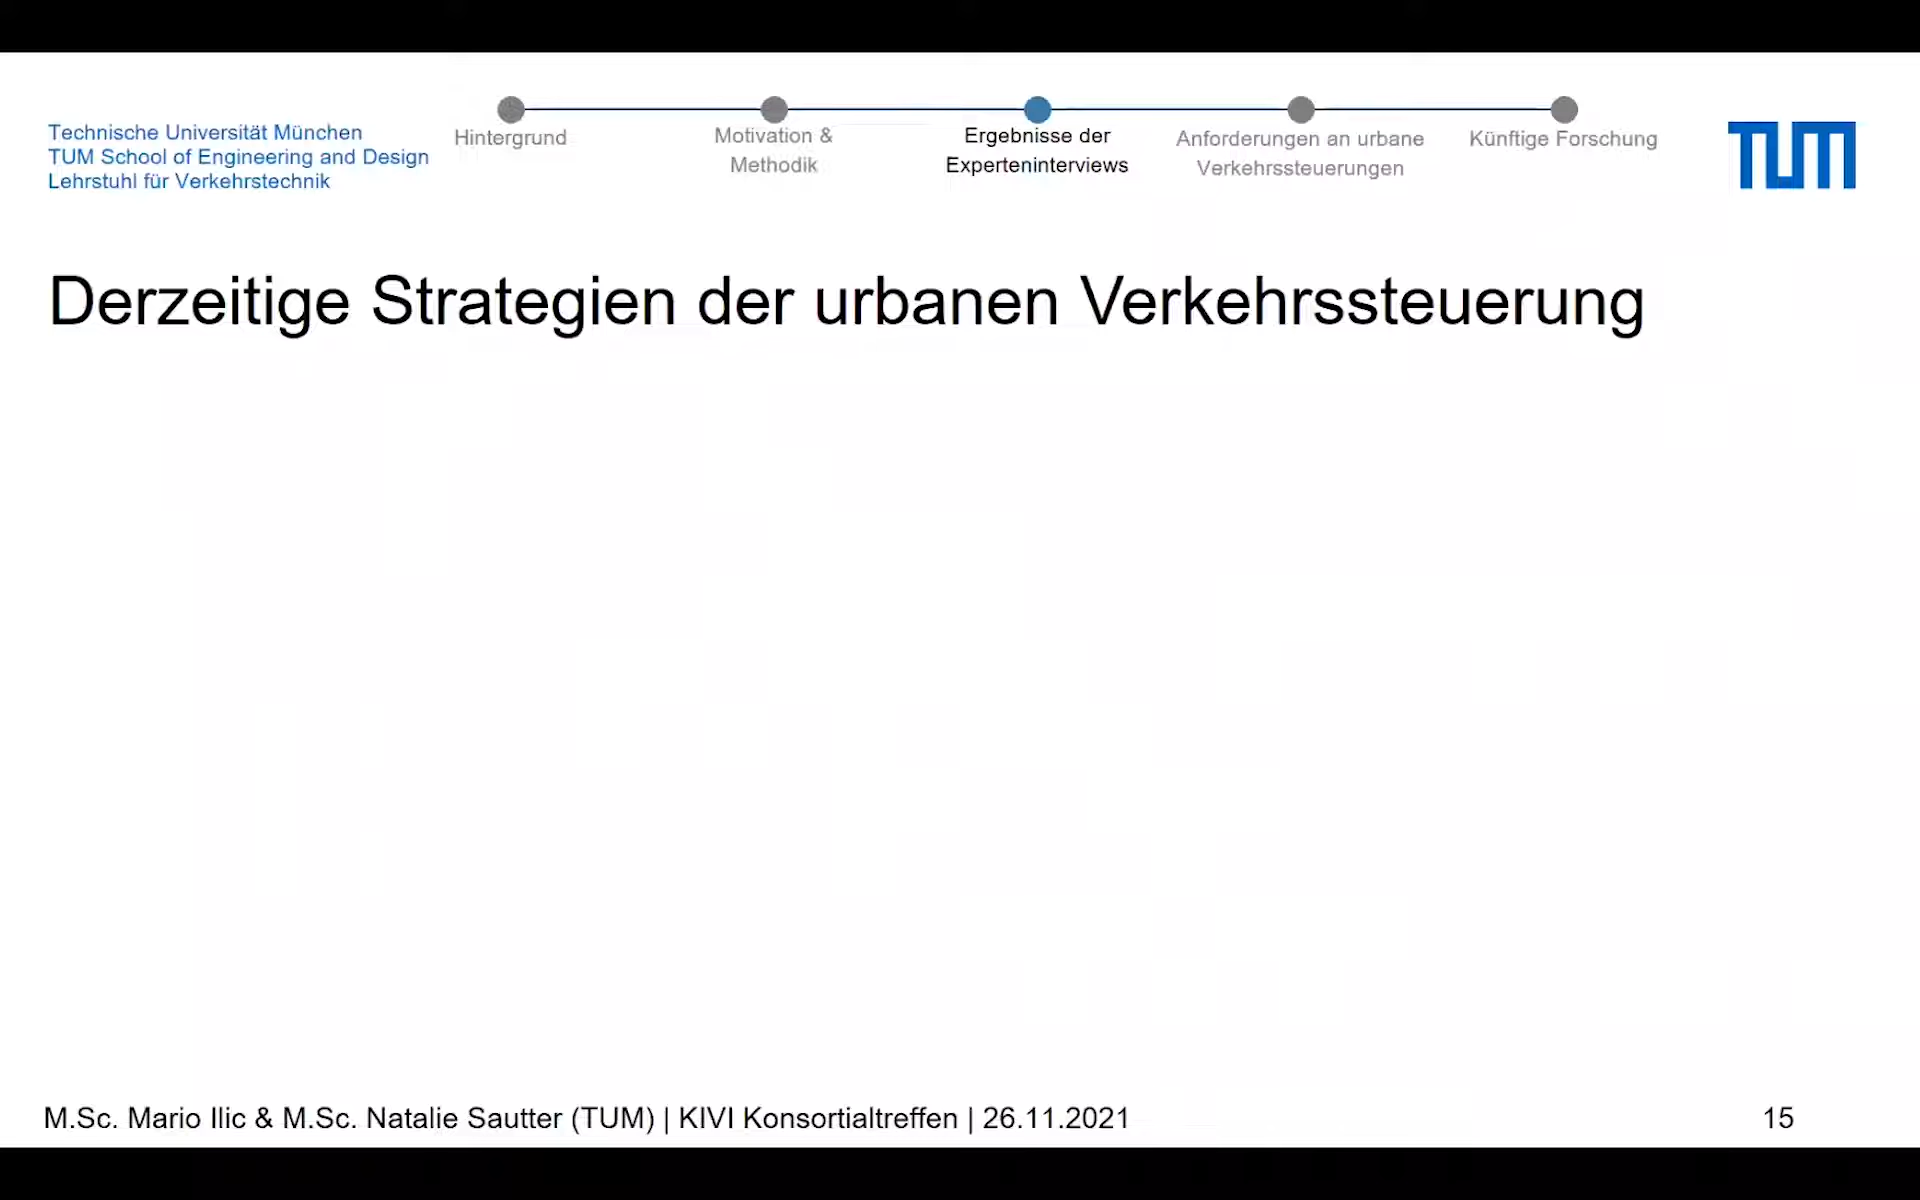 Technische Universität München
TUM School of Engineering and Design
Lehrstuhl für Verkehrstechnik
Hintergrund
Motivation &
Methodik
Ergebnisse der
Experteninterviews
Anforderungen an urbane
Verkehrssteuerungen
Künftige Forschung
TUM
Derzeitige Strategien der urbanen Verkehrssteuerung
M.Sc. Mario Ilic & M.Sc. Natalie Sautter (TUM) | KIVI Konsortialtreffen | 26.11.2021
15